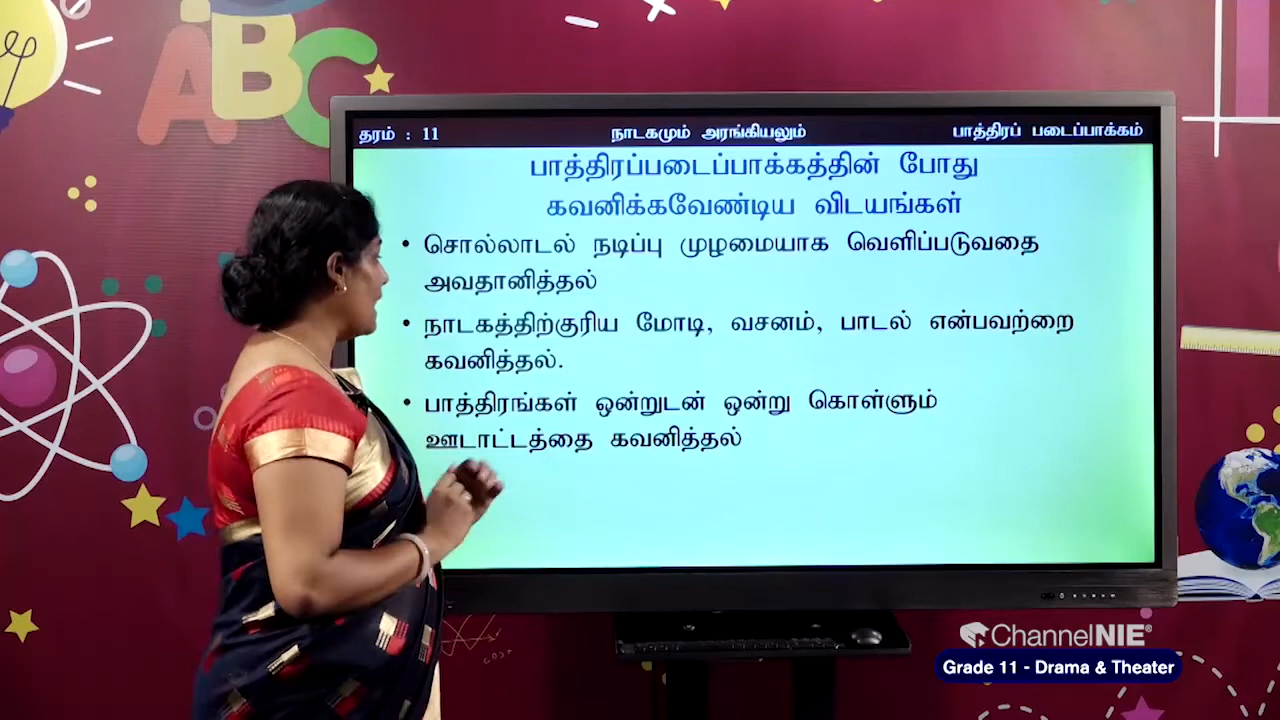 ABC
தரம் : 11 நாடகமும் அரங்கியலும் பாத்திரப் படைப்பாக்கம்
பாத்திரப்படைப்பாக்கத்தின் போது
கவனிக்கவேண்டிய விடயங்கள்
• சொல்லாடல் நடிப்பு முழமையாக வெளிப்படுவதை
அவதானித்தல்
• நாடகத்திற்குரிய மோடி, வசனம், பாடல் என்பவற்றை
கவனித்தல்.
• பாத்திரங்கள் ஒன்றுடன் ஒன்று கொள்ளும்
ஊடாட்டத்தை கவனித்தல்
ChannelNIE®
Grade 11 - Drama & Theater